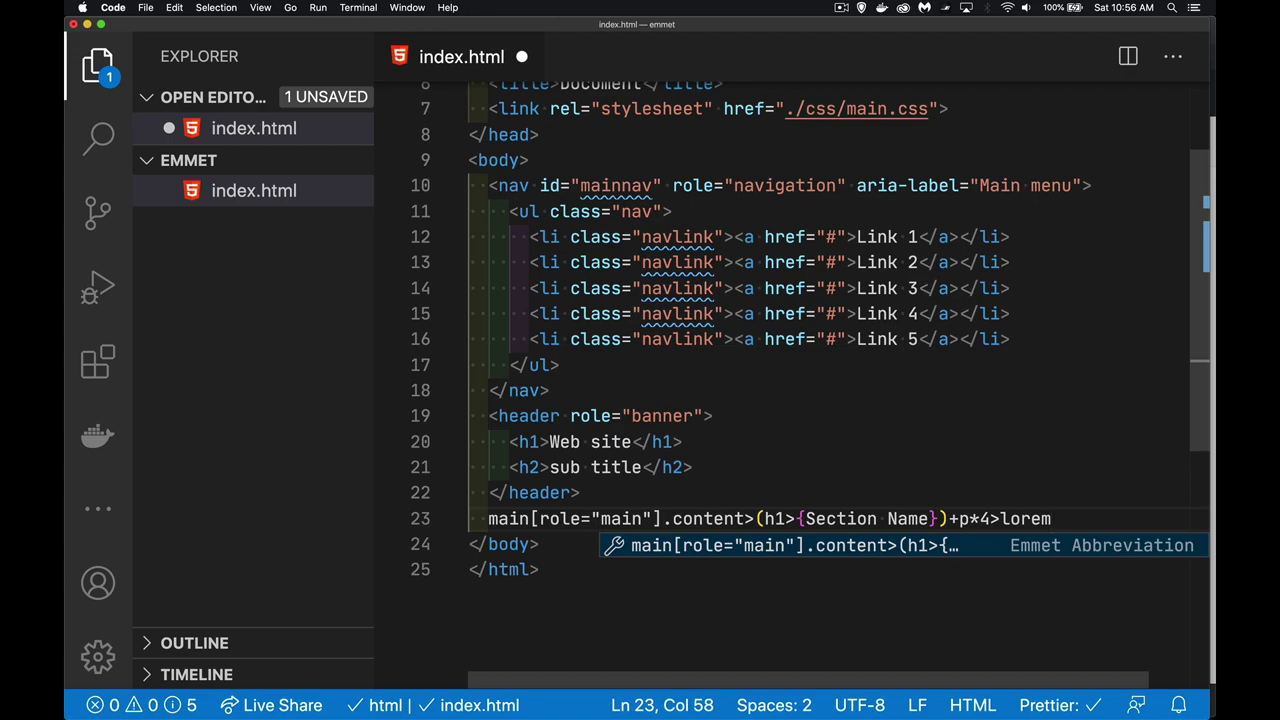 Code File Edit Selection View Go Run Terminal Window Help 100% Sat 10:56 AM
index.html — emmet
EXPLORER
index.html
1
OPEN EDITO... 1 UNSAVED
index.html
EMMET
index.html
OUTLINE
TIMELINE
6 <title>Document</title>
7 <link rel="stylesheet" href="./css/main.css">
8 </head>
9 <body>
10 <nav id="mainnav" role="navigation" aria-label="Main menu">
11 <ul class="nav">
12 <li class="navlink"><a href="#">Link 1</a></li>
13 <li class="navlink"><a href="#">Link 2</a></li>
14 <li class="navlink"><a href="#">Link 3</a></li>
15 <li class="navlink"><a href="#">Link 4</a></li>
16 <li class="navlink"><a href="#">Link 5</a></li>
17 </ul>
18 </nav>
19 <header role="banner">
20 <h1>Web site</h1>
21 <h2>sub title</h2>
22 </header>
23 main[role="main"].content>(h1>{Section Name})+p*4>lorem
24 </body>
main[role="main"].content>(h1>{… Emmet Abbreviation
25 </html>
0 0 5 Live Share html | index.html Ln 23, Col 58 Spaces: 2 UTF-8 LF HTML Prettier: